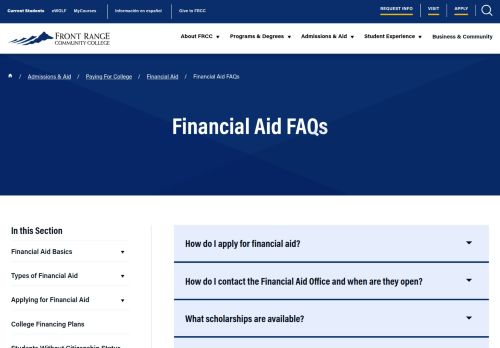 Current Students eWOLF MyCourses Información en español Give to FRCC REQUEST INFO VISIT APPLY
FRONT RANGE
COMMUNITY COLLEGE
About FRCC Programs & Degrees Admissions & Aid Student Experience Business & Community
/ Admissions & Aid / Paying For College / Financial Aid / Financial Aid FAQs
Financial Aid FAQs
In this Section
Financial Aid Basics
Types of Financial Aid
Applying for Financial Aid
College Financing Plans
Students Without Citizenship Status
How do I apply for financial aid?
How do I contact the Financial Aid Office and when are they open?
What scholarships are available?